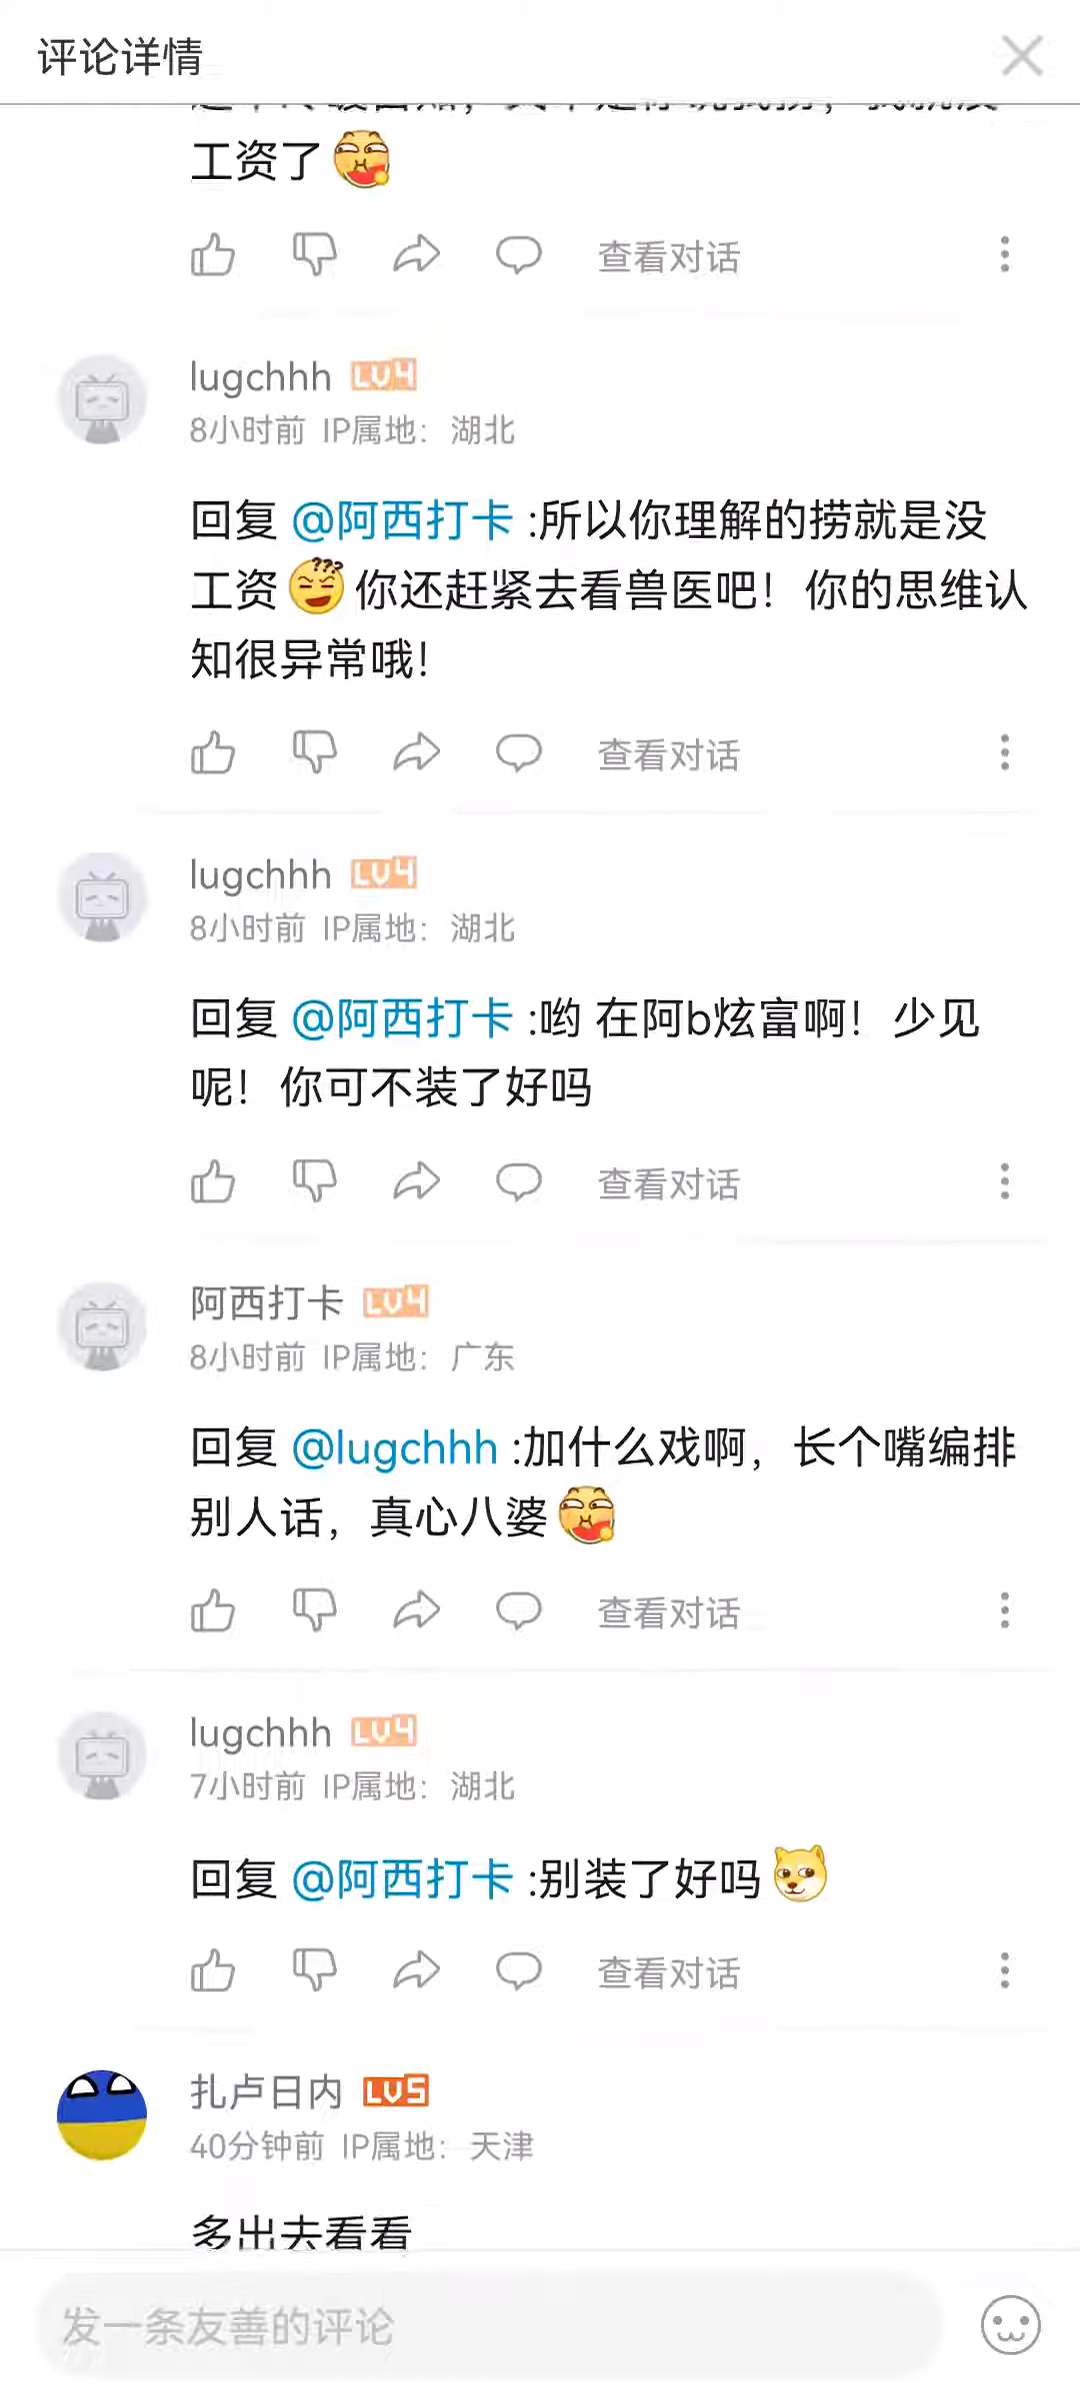 评论详情
工资了
查看对话
lugchhh LV4
8小时前 IP属地：湖北
回复 @阿西打卡 :所以你理解的捞就是没
工资 你还赶紧去看兽医吧！你的思维认
知很异常哦！
查看对话
lugchhh LV4
8小时前 IP属地：湖北
回复 @阿西打卡 :哟 在阿b炫富啊！少见
呢！你可不装了好吗
查看对话
阿西打卡 LV4
8小时前 IP属地：广东
回复 @lugchhh :加什么戏啊，长个嘴编排
别人话，真心八婆
查看对话
lugchhh LV4
7小时前 IP属地：湖北
回复 @阿西打卡 :别装了好吗
查看对话
扎卢日内 LV5
40分钟前 IP属地：天津
多出去看看
发一条友善的评论